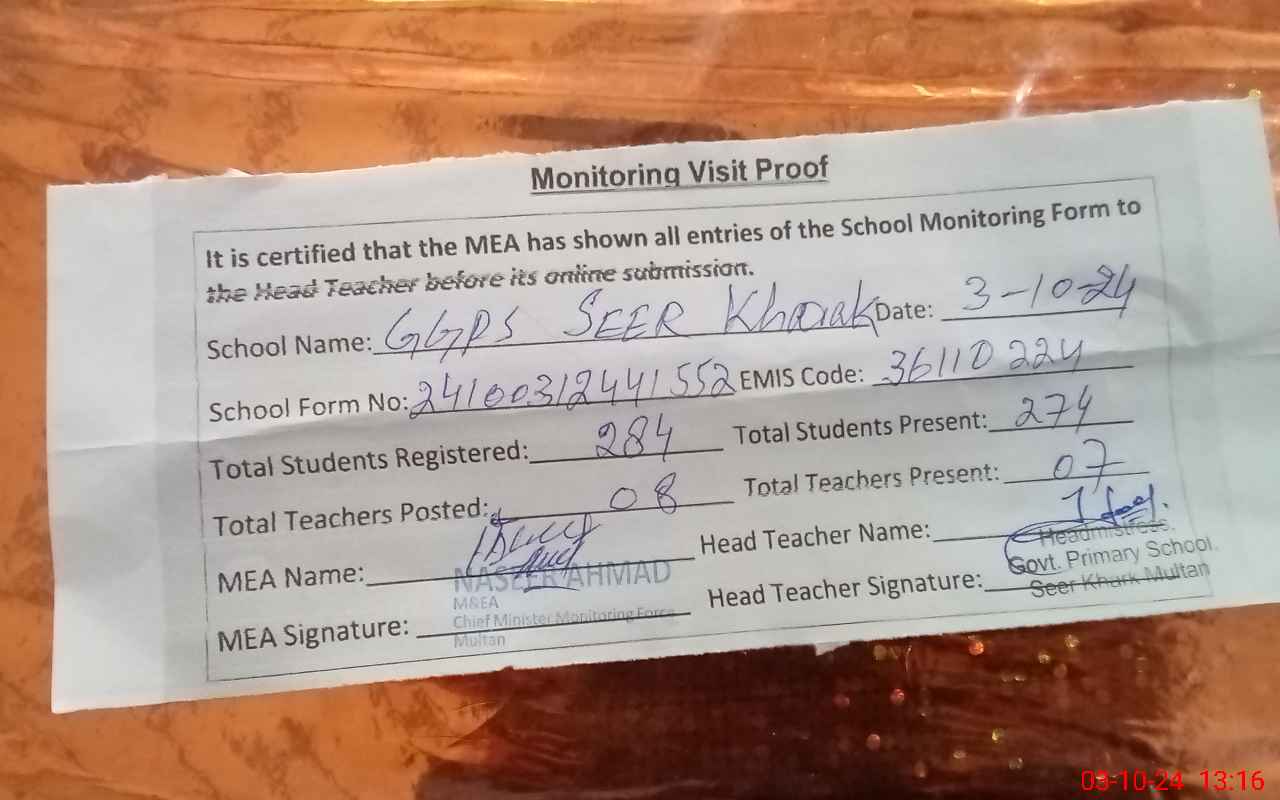 Monitoring Visit Proof
It is certified that the MEA has shown all entries of the School Monitoring Form to
the Head Teacher before its online submission.
School Name: GGPS SEER Kharak Date: 3-10-24
School Form No: 24100312441552 EMIS Code: 36110224
Total Students Registered: 284 Total Students Present: 274
Total Teachers Posted: 08 Total Teachers Present: 07
MEA Name: Head Teacher Name:
NASEER AHMAD Headmistress.
M&EA Govt. Primary School.
MEA Signature: Chief Minister Monitoring Force Head Teacher Signature: Seer Khark Multan
Multan
03-10-24 13:16